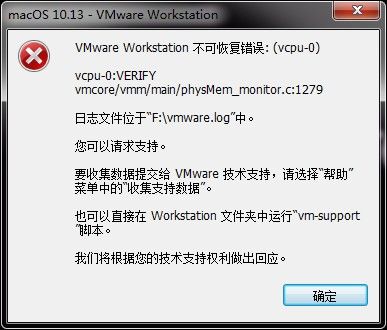 macOS 10.13 - VMware Workstation
VMware Workstation 不可恢复错误: (vcpu-0)
vcpu-0:VERIFY
vmcore/vmm/main/physMem_monitor.c:1279
日志文件位于“F:\vmware.log”中。
您可以请求支持。
要收集数据提交给 VMware 技术支持，请选择“帮助”
菜单中的“收集支持数据”。
也可以直接在 Workstation 文件夹中运行“vm-support
”脚本。
我们将根据您的技术支持权利做出回应。
确定